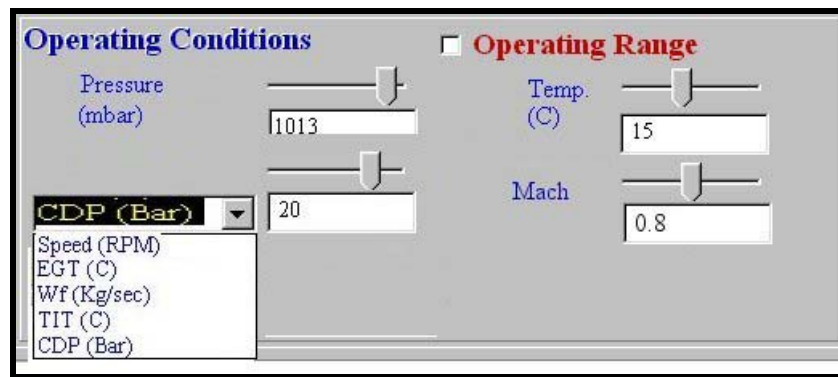 Operating Conditions
Operating Range
Pressure
(mbar)
1013
Temp.
(C)
15
CDP (Bar)
20
Mach
0.8
Speed (RPM)
EGT (C)
Wf (Kg/sec)
TIT (C)
CDP (Bar)